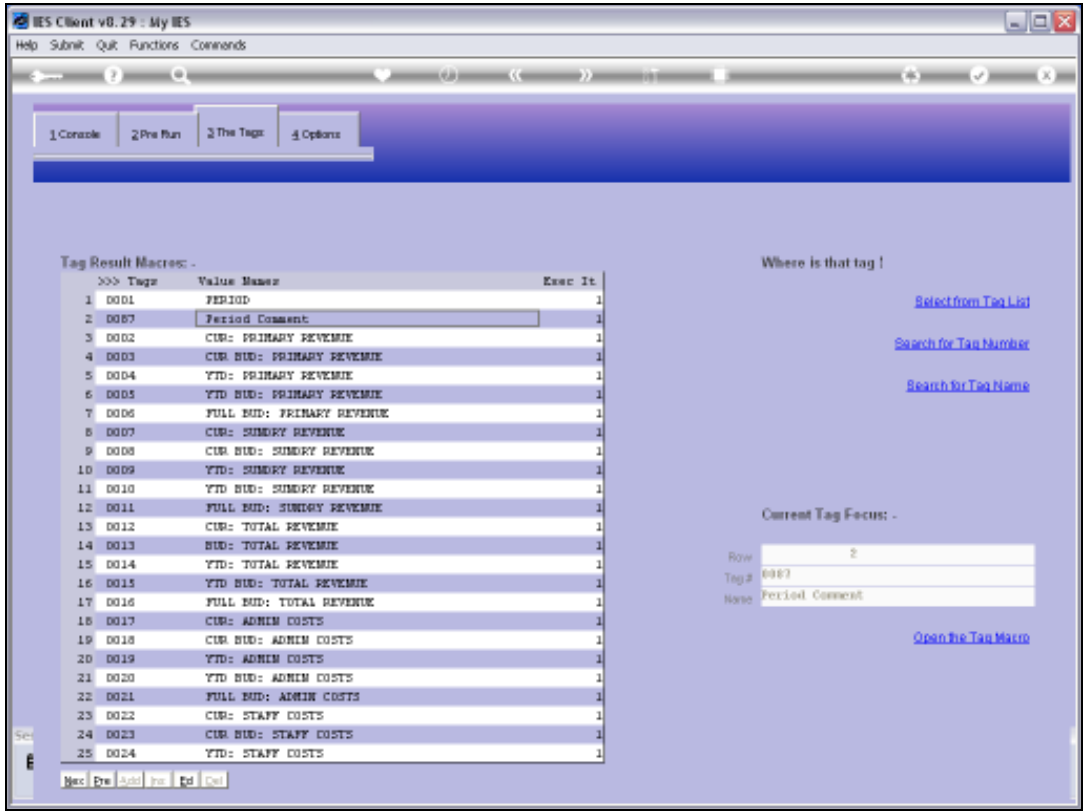 IES Client v8.29 : My IES
Help Submit Quit Functions Commands
1 Console 2 Pre Run 3 The Tags 4 Options
Tag Result Macros: -
>>> Tags Value Names Exec It
1 0001 PERIOD 1
2 0087 Period Comment 1
3 0002 CUR: PRIMARY REVENUE 1
4 0003 CUR BUD: PRIMARY REVENUE 1
5 0004 YTD: PRIMARY REVENUE 1
6 0005 YTD BUD: PRIMARY REVENUE 1
7 0006 FULL BUD: PRIMARY REVENUE 1
8 0007 CUR: SUNDRY REVENUE 1
9 0008 CUR BUD: SUNDRY REVENUE 1
10 0009 YTD: SUNDRY REVENUE 1
11 0010 YTD BUD: SUNDRY REVENUE 1
12 0011 FULL BUD: SUNDRY REVENUE 1
13 0012 CUR: TOTAL REVENUE 1
14 0013 BUD: TOTAL REVENUE 1
15 0014 YTD: TOTAL REVENUE 1
16 0015 YTD BUD: TOTAL REVENUE 1
17 0016 FULL BUD: TOTAL REVENUE 1
18 0017 CUR: ADMIN COSTS 1
19 0018 CUR BUD: ADMIN COSTS 1
20 0019 YTD: ADMIN COSTS 1
21 0020 YTD BUD: ADMIN COSTS 1
22 0021 FULL BUD: ADMIN COSTS 1
23 0022 CUR: STAFF COSTS 1
24 0023 CUR BUD: STAFF COSTS 1
25 0024 YTD: STAFF COSTS 1
Nex Pre Add Ins Ed Del
Where is that tag !
Select from Tag List
Search for Tag Number
Search for Tag Name
Current Tag Focus: -
Row 2
Tag # 0087
Name Period Comment
Open the Tag Macro